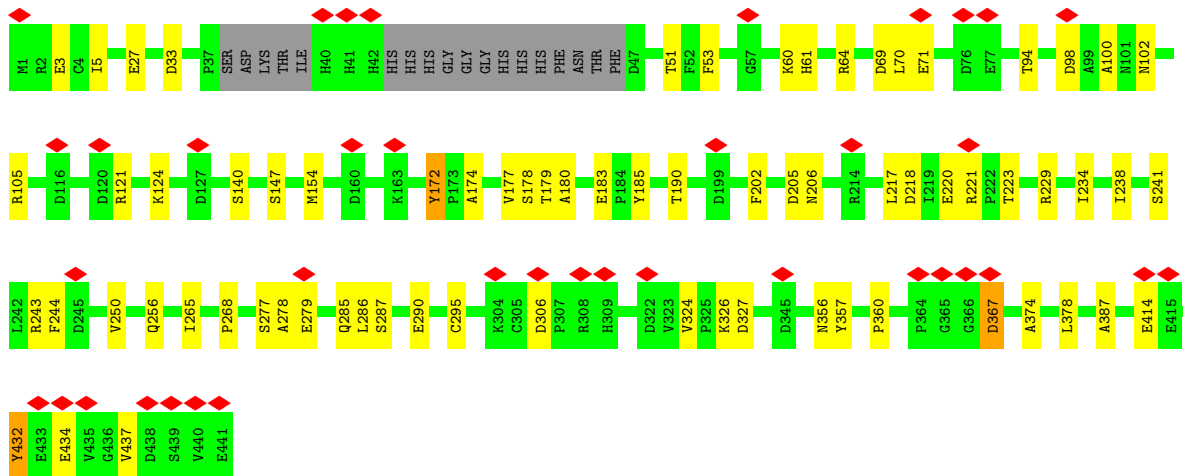 M1 R2 E3 C4 I5 E27 D33 P37 SER ASP LYS THR ILE H40 H41 H42 HIS HIS HIS GLY GLY GLY HIS HIS HIS PHE ASN THR PHE D47 T51 F52 F53 G57 K60 H61 R64 D69 L70 E71 D76 E77 T94 D98 A99 A100 N101 N102
R105 D116 D120 R121 K124 D127 S140 S147 M154 D160 K163 Y172 P173 A174 V177 S178 T179 A180 E183 P184 Y185 T190 D199 F202 D205 N206 R214 L217 D218 I219 E220 R221 P222 T223 R229 I234 I238 S241
L242 R243 F244 D245 V250 Q256 I265 P268 S277 A278 E279 Q285 L286 S287 E290 C295 K304 C305 D306 P307 R308 H309 D322 V323 V324 P325 K326 D327 D345 N356 Y357 P360 P364 G365 G366 D367 A374 L378 A387 E414 E415
Y432 E433 E434 V435 G436 V437 D438 S439 V440 E441